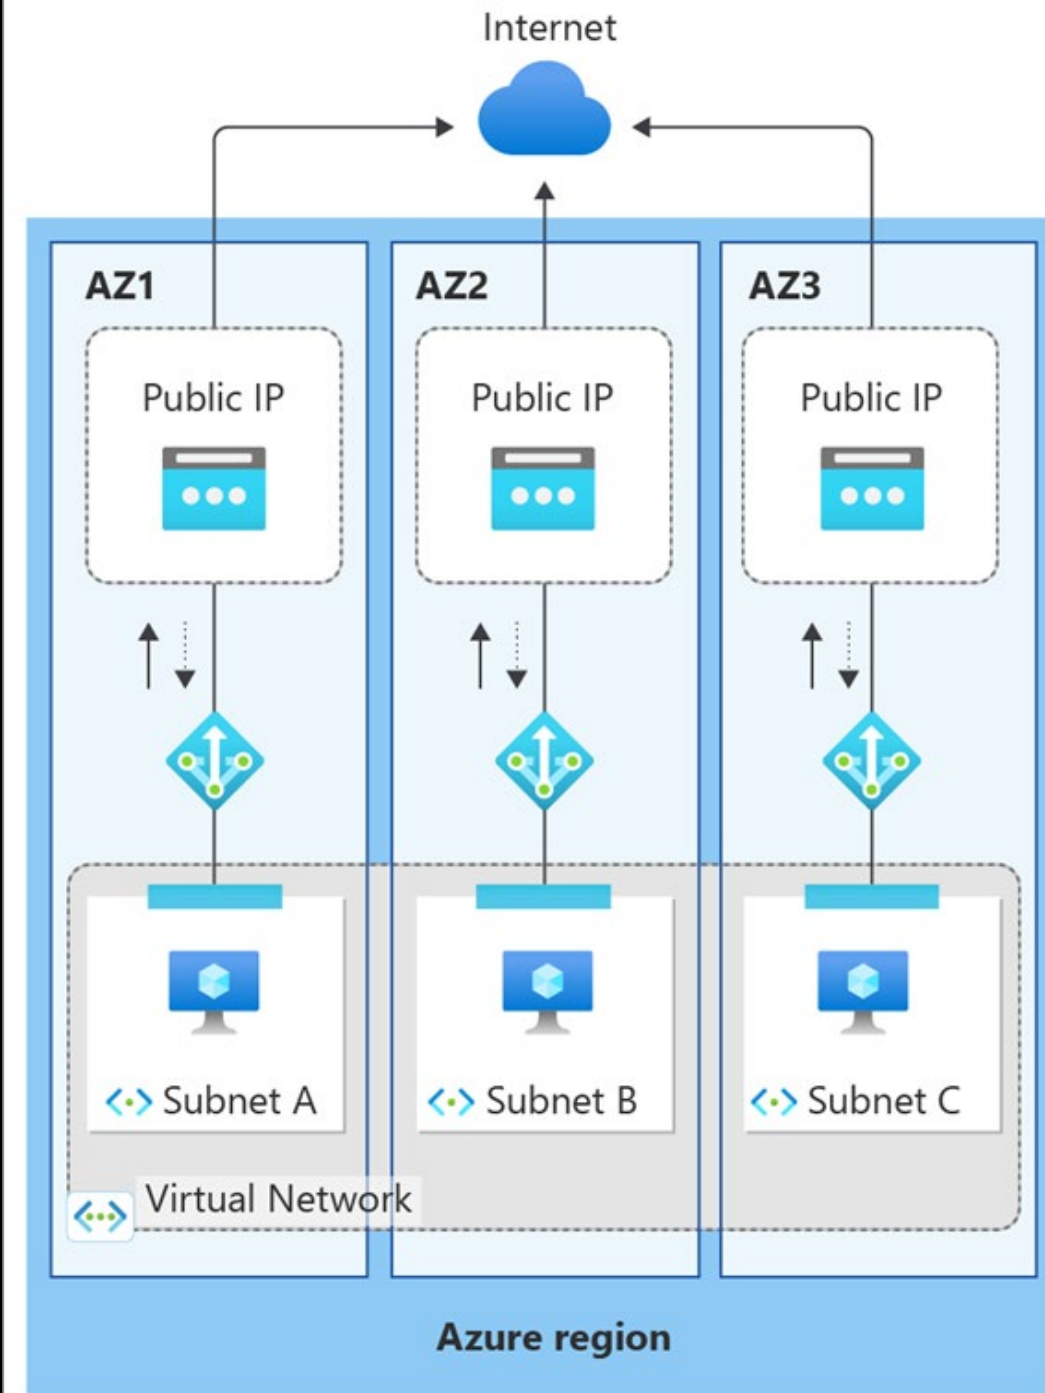 Internet
AZ1
AZ2
AZ3
Public IP
Public IP
Public IP
Subnet A
Subnet B
Subnet C
Virtual Network
Azure region